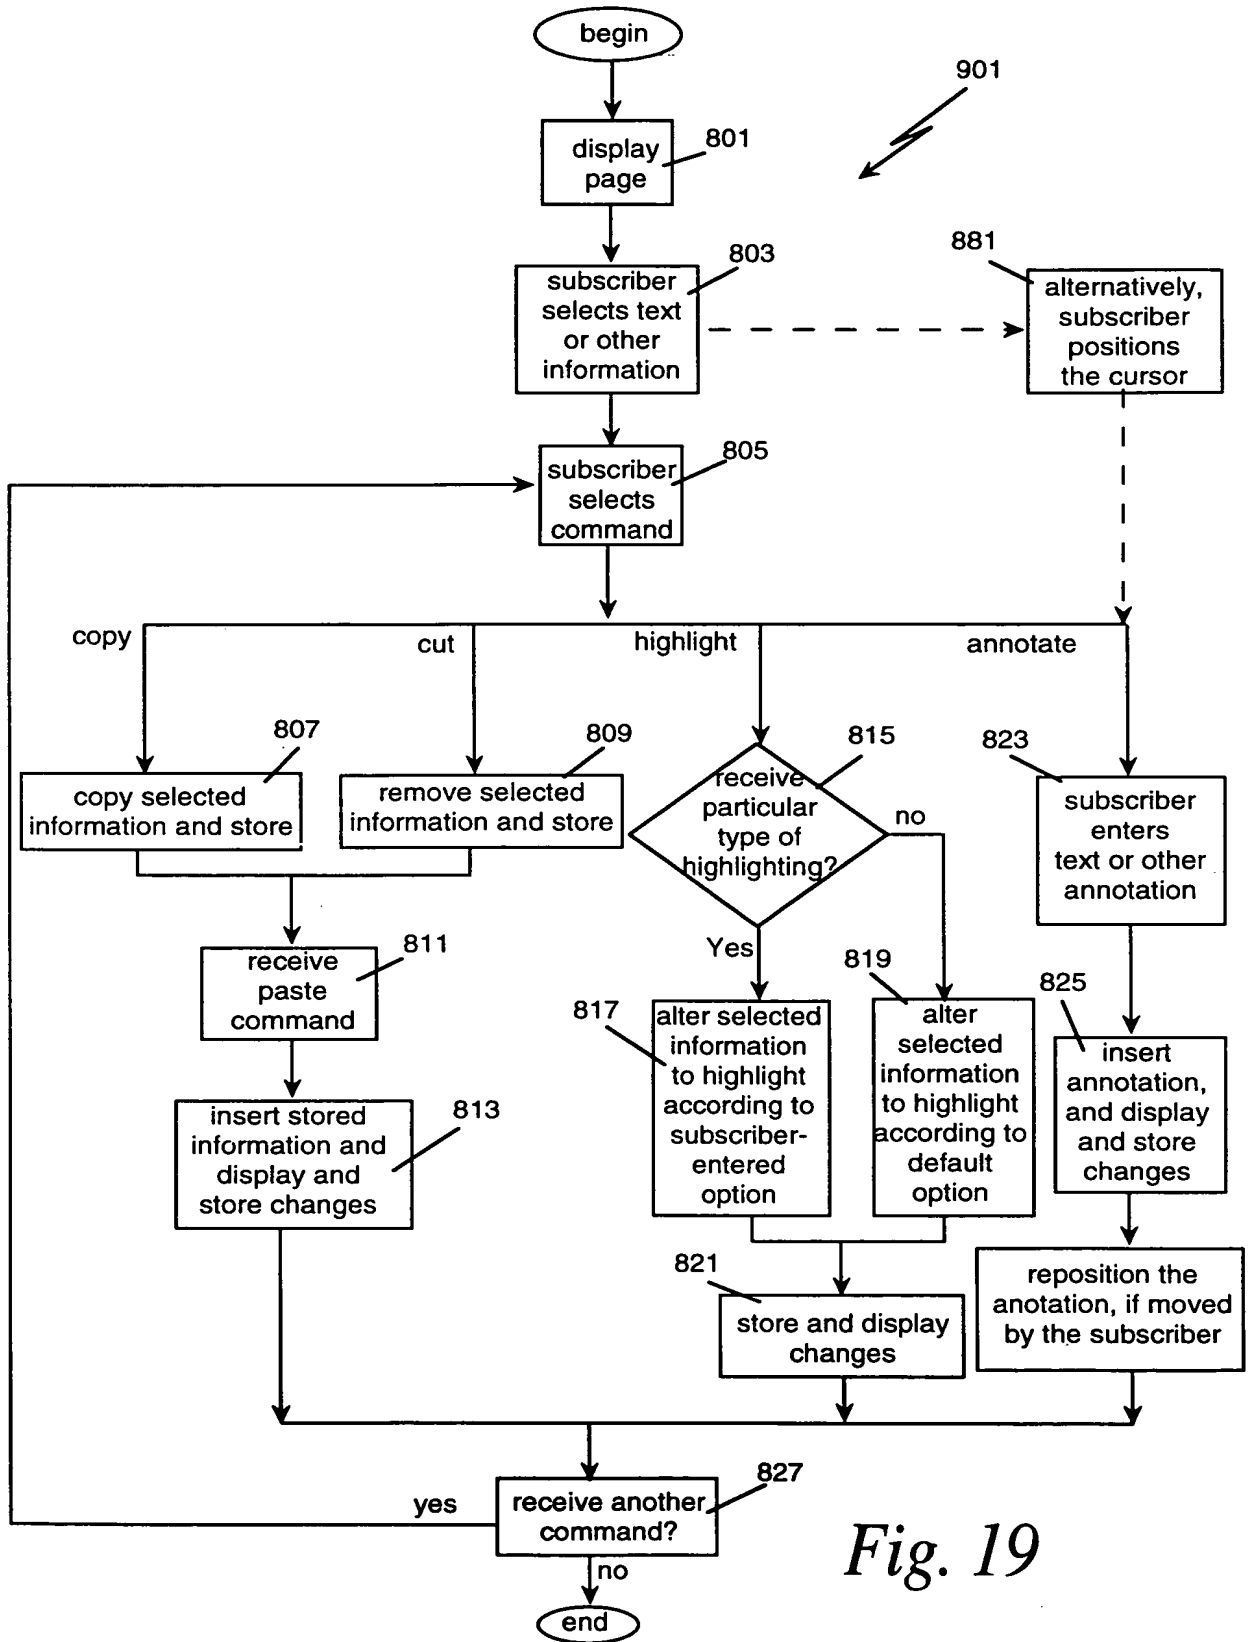 begin
901
display
page
801
subscriber
selects text
or other
information
803
alternatively,
subscriber
positions
the cursor
881
subscriber
selects
command
805
copy
cut
highlight
annotate
807
copy selected
information and store
809
remove selected
information and store
815
receive
particular
type of
highlighting?
no
Yes
823
subscriber
enters
text or other
annotation
811
receive
paste
command
817
alter selected
information
to highlight
according to
subscriber-
entered
option
819
alter
selected
information
to highlight
according to
default
option
825
insert
annotation,
and display
and store
changes
813
insert stored
information and
display and
store changes
821
store and display
changes
reposition the
anotation, if moved
by the subscriber
827
receive another
command?
yes
no
end
Fig. 19